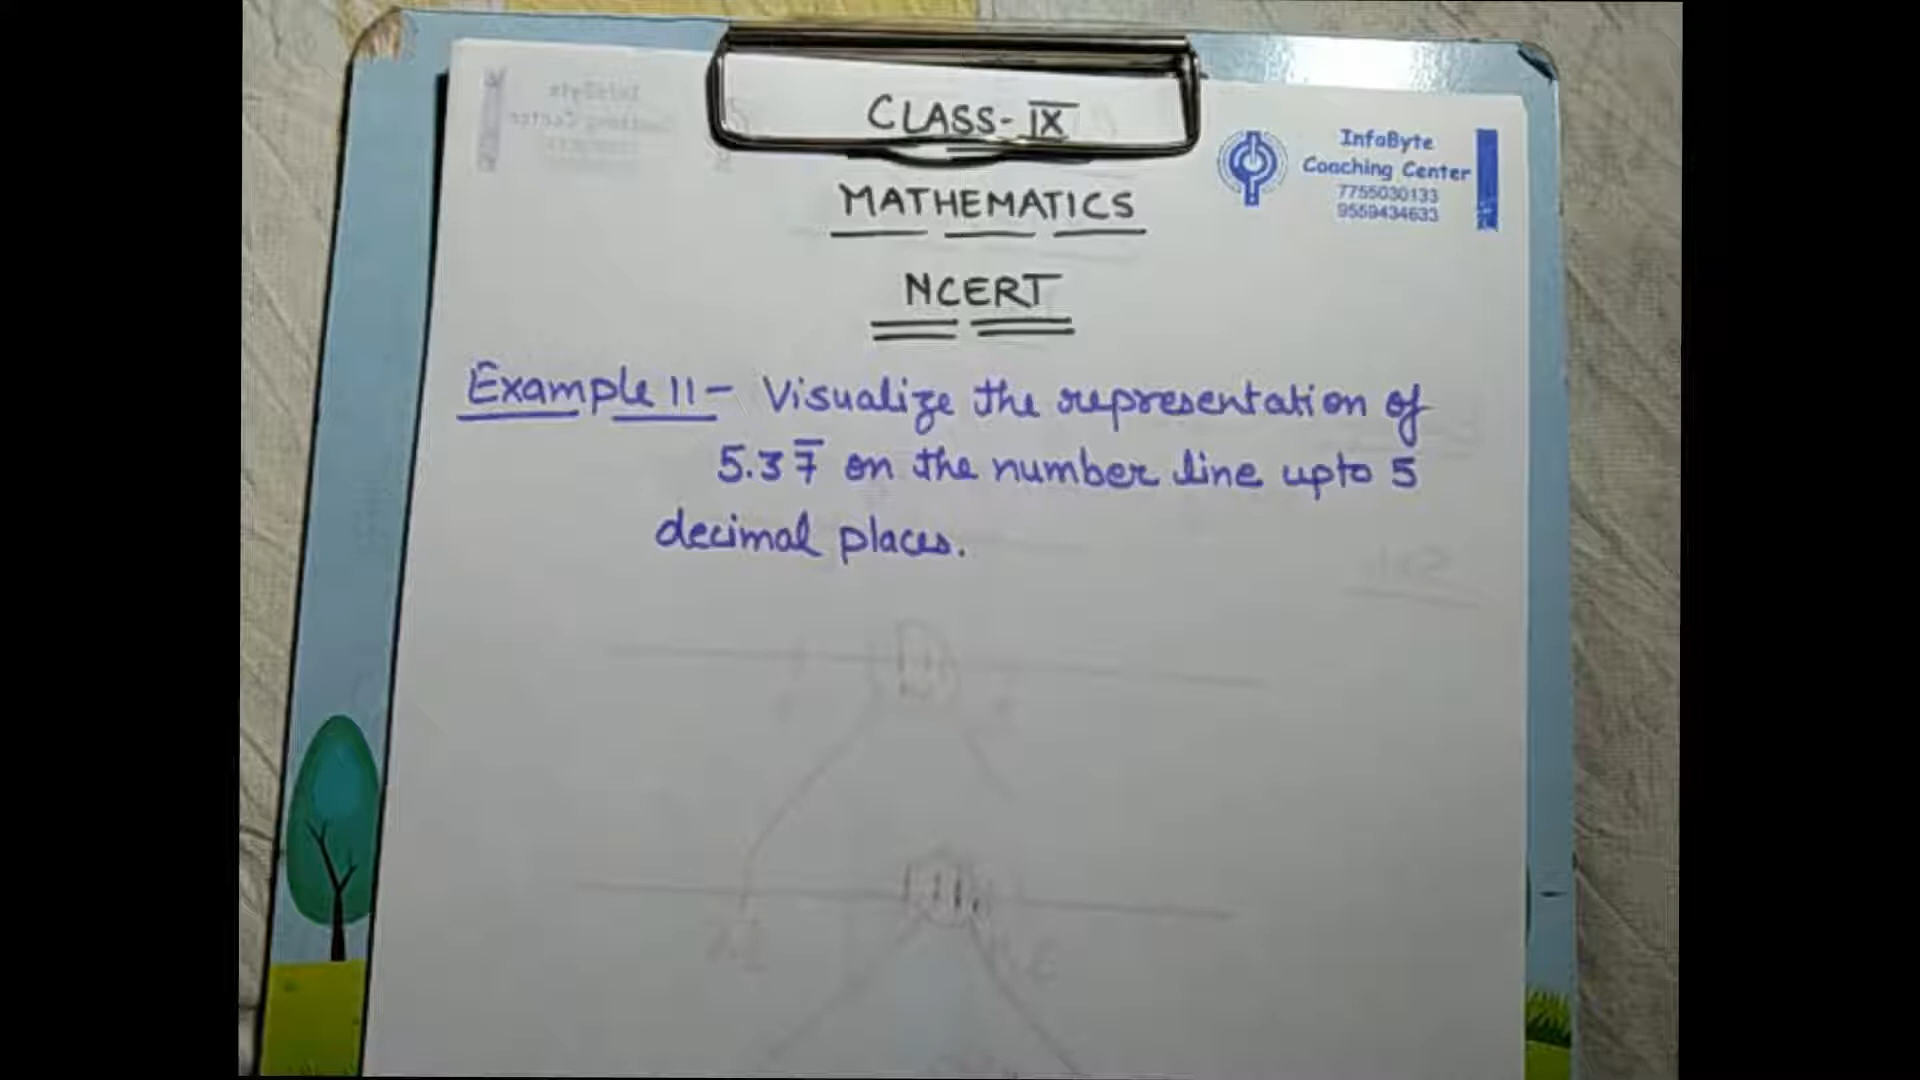 CLASS-IX
InfoByte
Coaching Center
7755030133
9559434633
MATHEMATICS
NCERT
Example 11- Visualize the representation of
5.37̅ on the number line upto 5
decimal places.